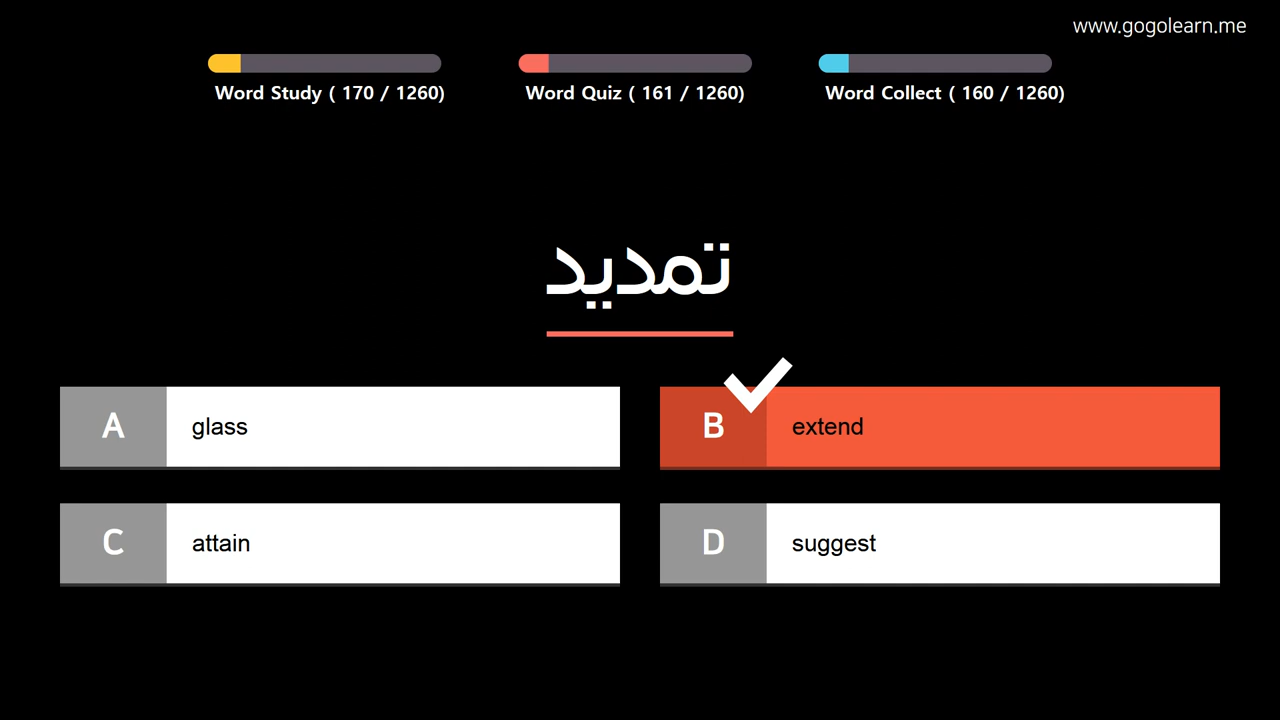 www.gogolearn.me
Word Study ( 170 / 1260)
Word Quiz ( 161 / 1260)
Word Collect ( 160 / 1260)
تمديد
A glass
B extend
C attain
D suggest